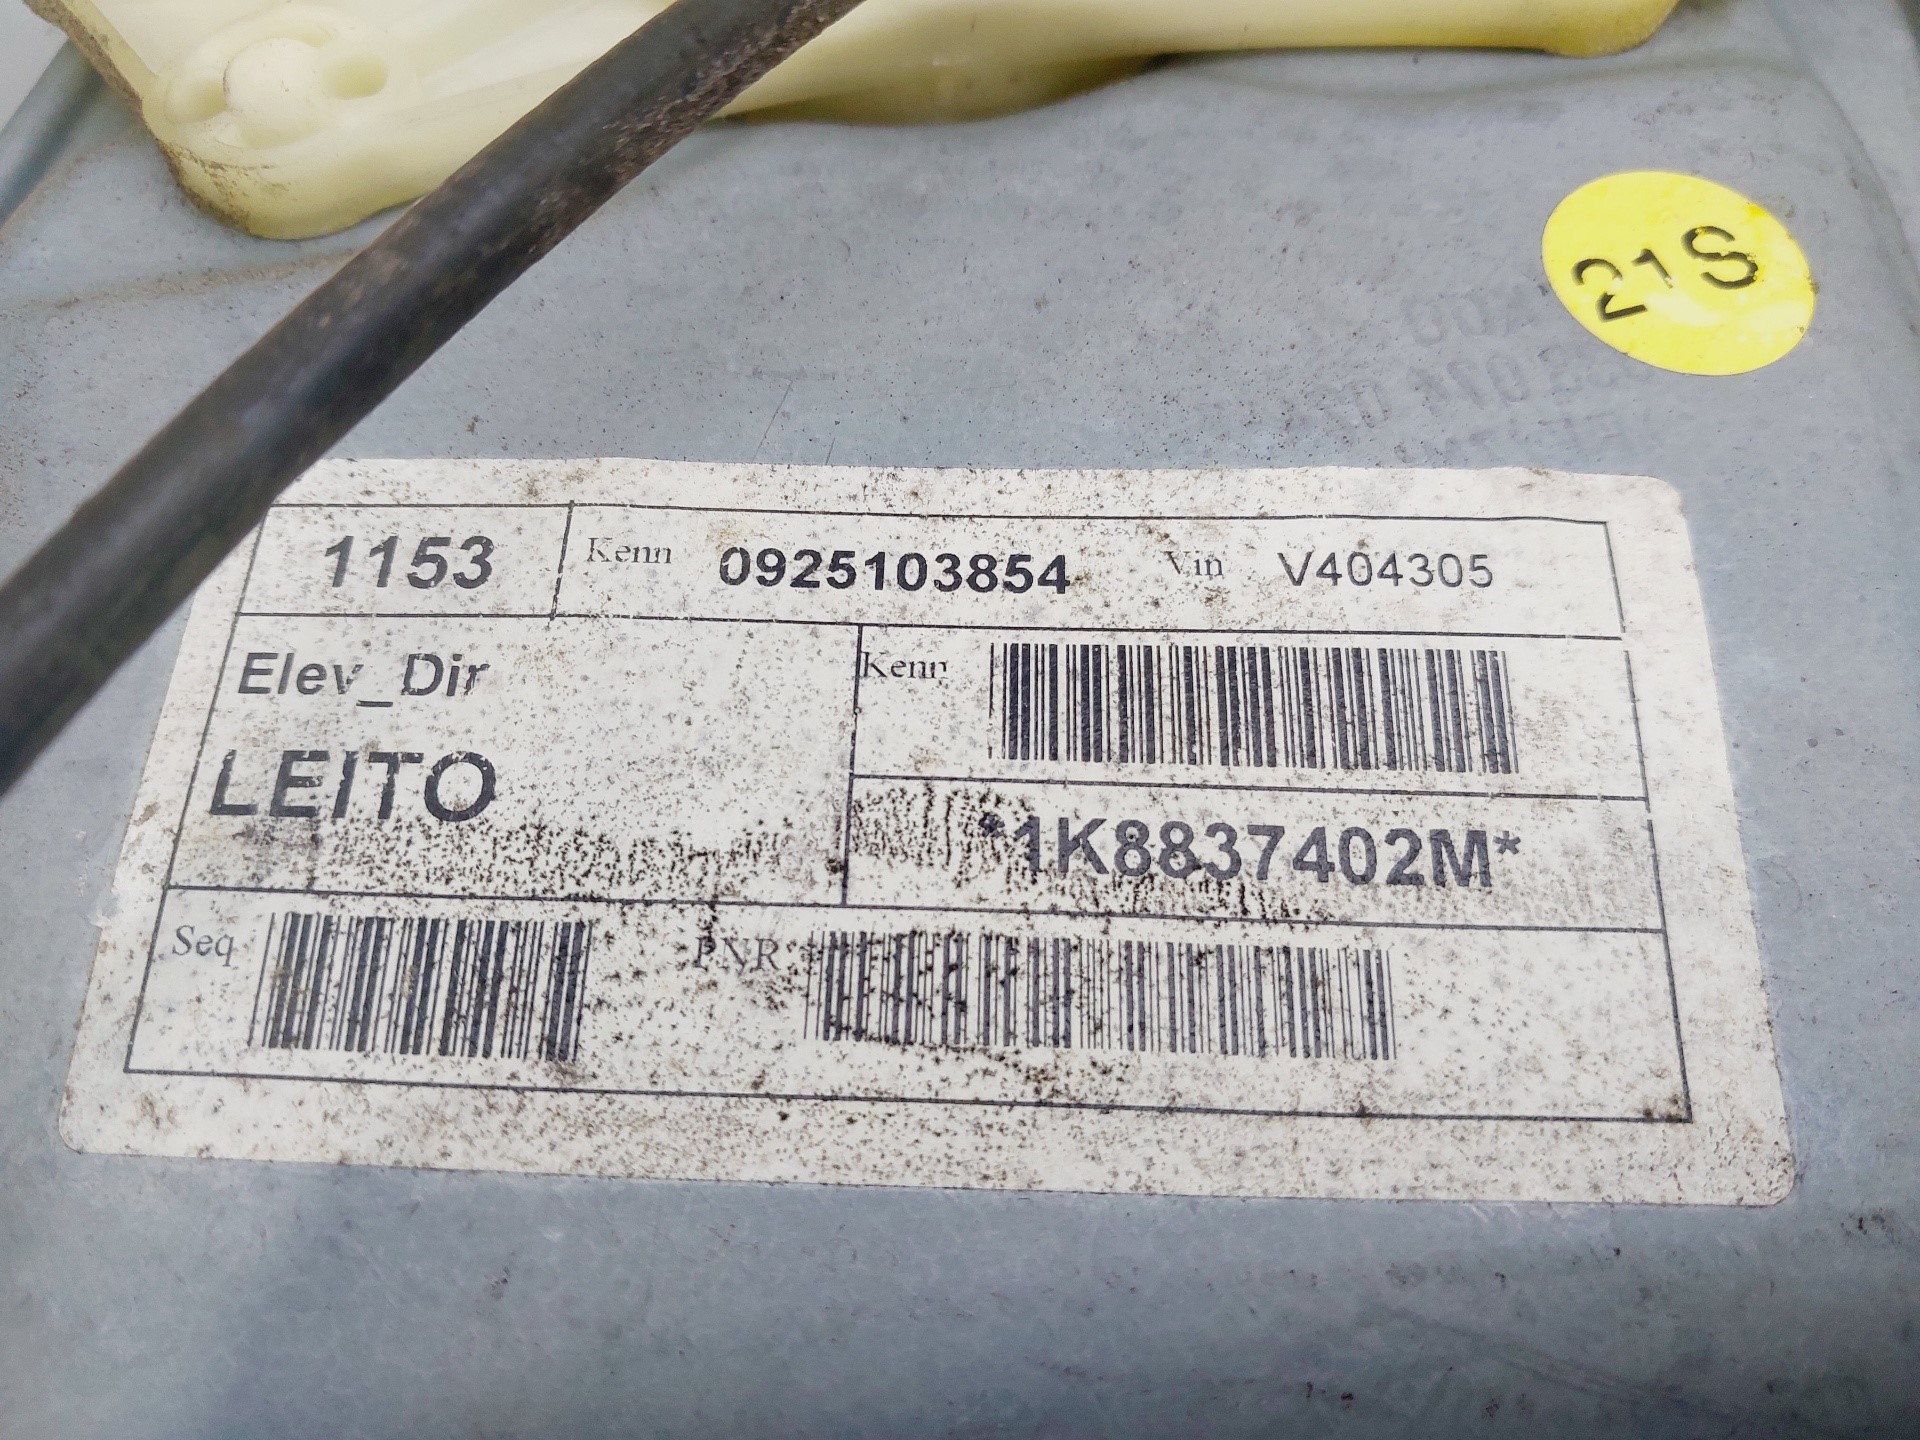 21S
1153 Kenn 0925103854 Vin V404305
Elev_Dir Kenn
LEITO
*1K8837402M*
Seq PNR